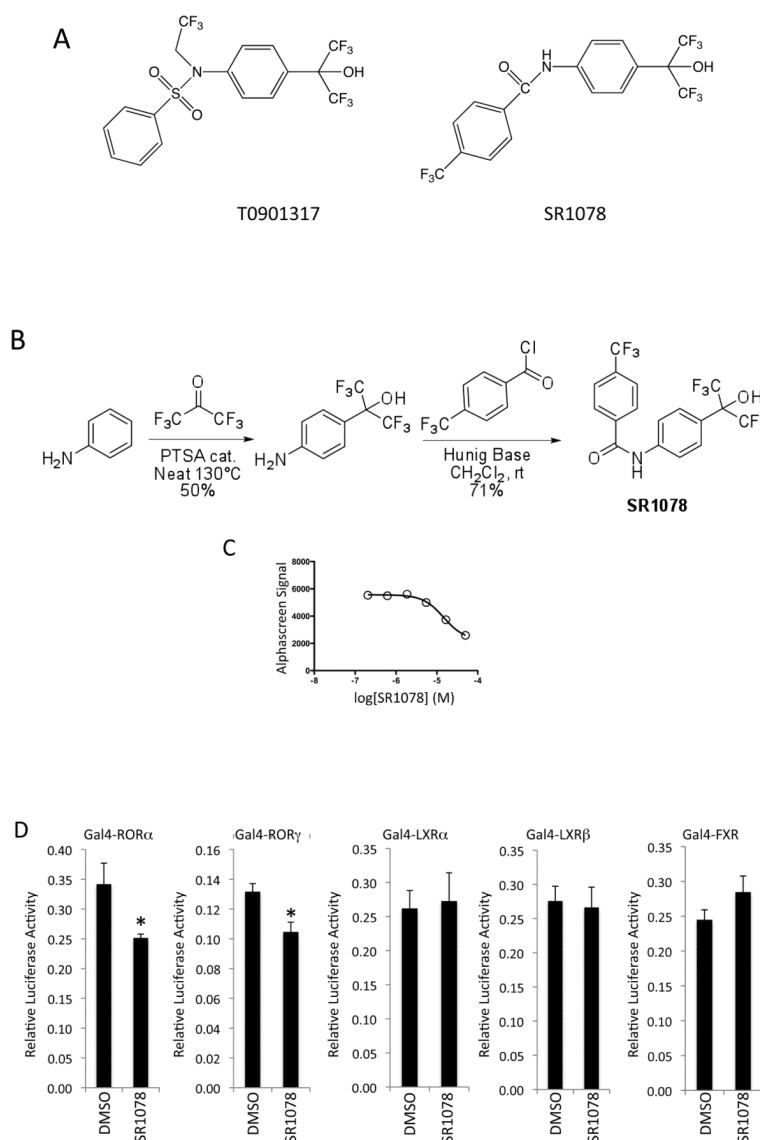 A
CF₃
O
O
S
N
CF₃
OH
CF₃
T0901317
O
C
H
N
CF₃
OH
CF₃
F₃C
SR1078
B
H₂N
O
F₃C CF₃
PTSA cat.
Neat 130°C
50%
F₃C OH
CF₃
H₂N
Cl
O
F₃C
Hunig Base
CH₂Cl₂, rt
71%
CF₃
F₃C OH
CF₃
O
N
H
SR1078
C
Alphascreen Signal
8000
6000
4000
2000
0
-8 -7 -6 -5 -4
log[SR1078] (M)
D
Gal4-RORα
Relative Luciferase Activity
0.40
0.35
0.30
0.25
0.20
0.15
0.10
0.05
0.00
*
DMSO
SR1078
Gal4-RORγ
Relative Luciferase Activity
0.16
0.14
0.12
0.10
0.08
0.06
0.04
0.02
0.00
*
DMSO
SR1078
Gal4-LXRα
Relative Luciferase Activity
0.35
0.30
0.25
0.20
0.15
0.10
0.05
0.00
DMSO
SR1078
Gal4-LXRβ
Relative Luciferase Activity
0.35
0.30
0.25
0.20
0.15
0.10
0.05
0.00
DMSO
SR1078
Gal4-FXR
Relative Luciferase Activity
0.35
0.30
0.25
0.20
0.15
0.10
0.05
0.00
DMSO
SR1078